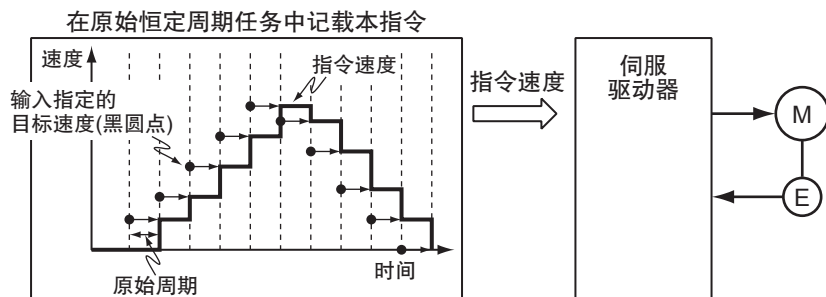 在原始恒定周期任务中记载本指令
速度
指令速度
输入指定的
目标速度(黑圆点)
原始周期
时间
指令速度
伺服
驱动器
M
E